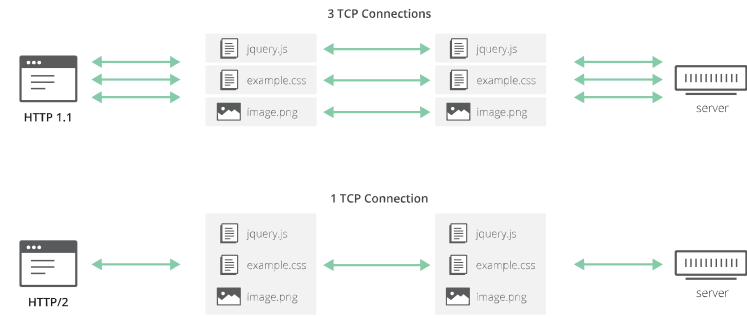 3 TCP Connections
jquery.js jquery.js
example.css example.css
image.png image.png
HTTP 1.1
server
1 TCP Connection
jquery.js jquery.js
example.css example.css
image.png image.png
HTTP/2
server